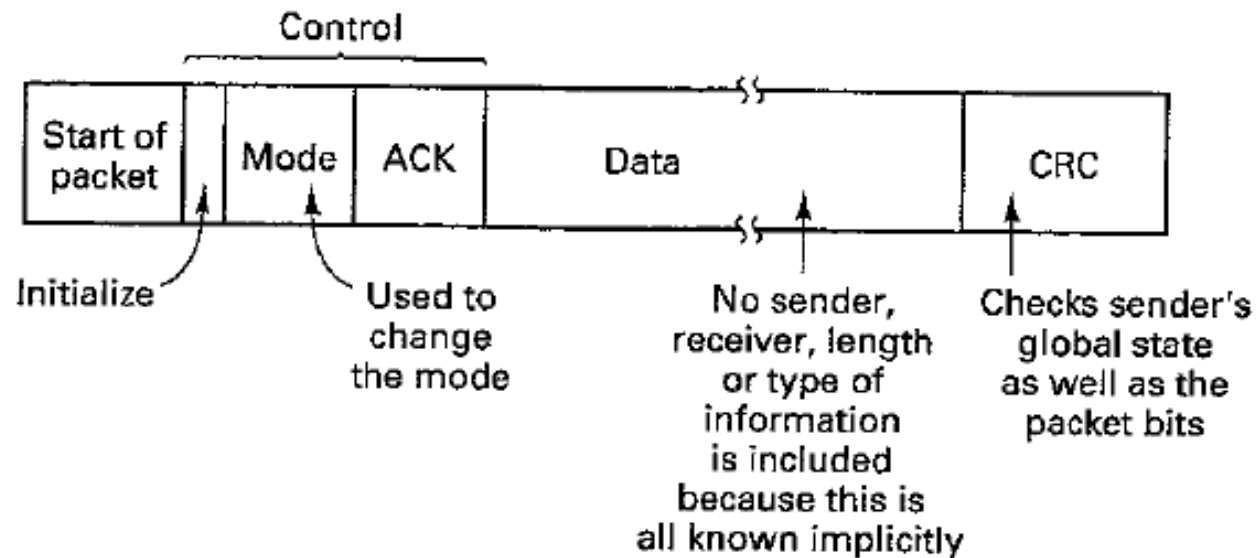 Control
Start of
packet
Mode
ACK
Data
CRC
Initialize
Used to
change
the mode
No sender,
receiver, length
or type of
information
is included
because this is
all known implicitly
Checks sender's
global state
as well as the
packet bits